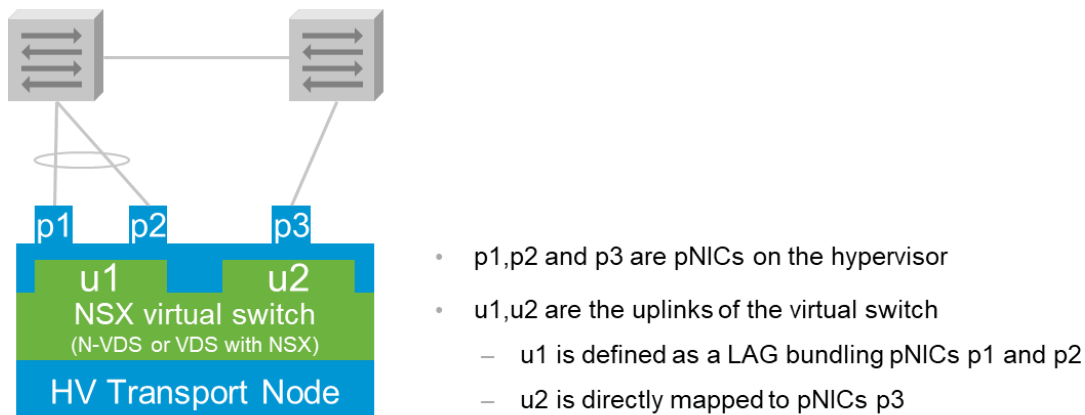 p1
p2
p3
u1
u2
NSX virtual switch
(N-VDS or VDS with NSX)
HV Transport Node
• p1,p2 and p3 are pNICs on the hypervisor
• u1,u2 are the uplinks of the virtual switch
– u1 is defined as a LAG bundling pNICs p1 and p2
– u2 is directly mapped to pNICs p3